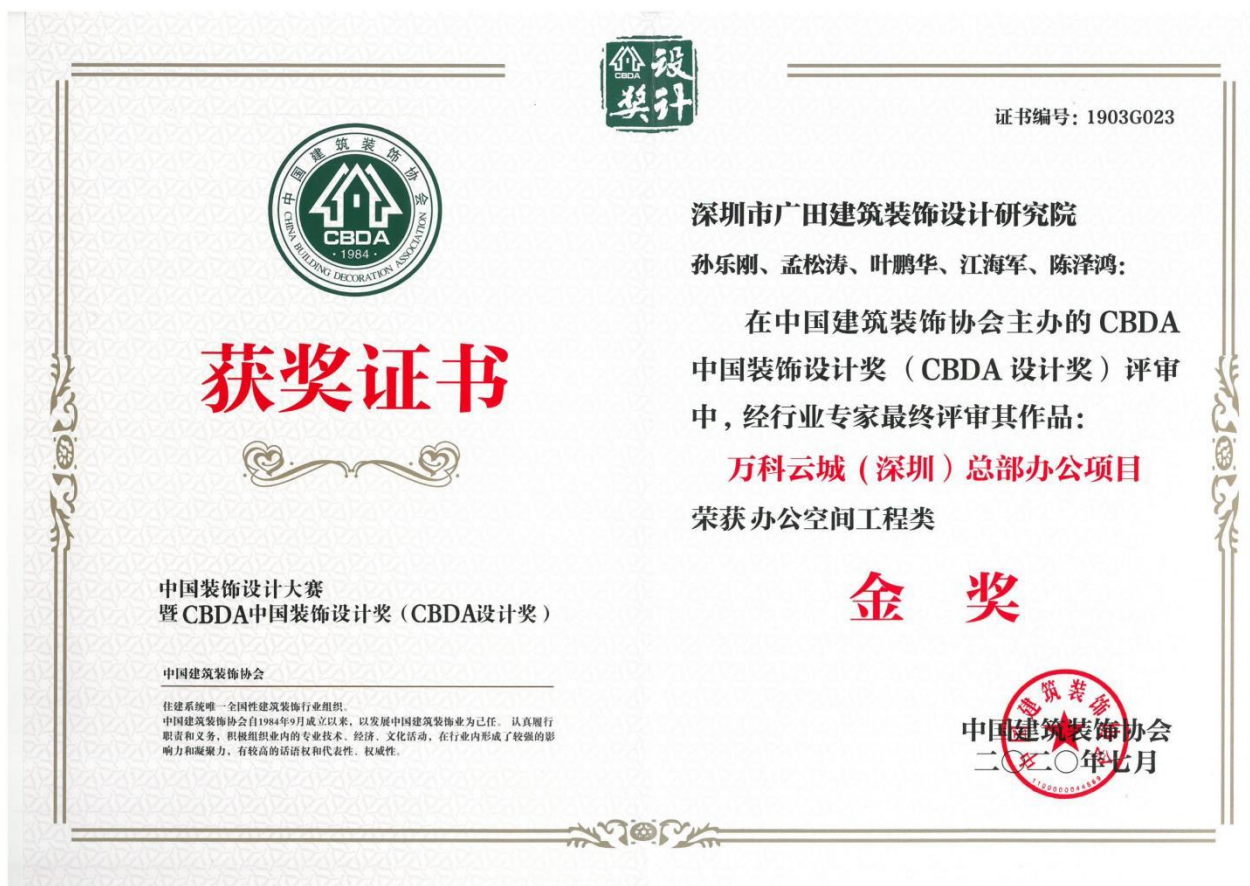 CBDA
设计奖
证书编号：1903G023
中国建筑装饰协会
CHINA BUILDING DECORATION ASSOCIATION
CBDA
·1984·
获奖证书
中国装饰设计大赛
暨CBDA中国装饰设计奖（CBDA设计奖）
中国建筑装饰协会
住建系统唯一全国性建筑装饰行业组织。
中国建筑装饰协会自1984年9月成立以来，以发展中国建筑装饰业为己任。 认真履行
职责和义务，积极组织业内的专业技术、经济、文化活动，在行业内形成了较强的影
响力和凝聚力，有较高的话语权和代表性、权威性。
深圳市广田建筑装饰设计研究院
孙乐刚、孟松涛、叶鹏华、江海军、陈泽鸿：
在中国建筑装饰协会主办的 CBDA
中国装饰设计奖（CBDA 设计奖）评审
中，经行业专家最终评审其作品：
万科云城（深圳）总部办公项目
荣获 办公空间工程类
金 奖
中国建筑装饰协会
二〇二〇年七月
中国建筑装饰协会